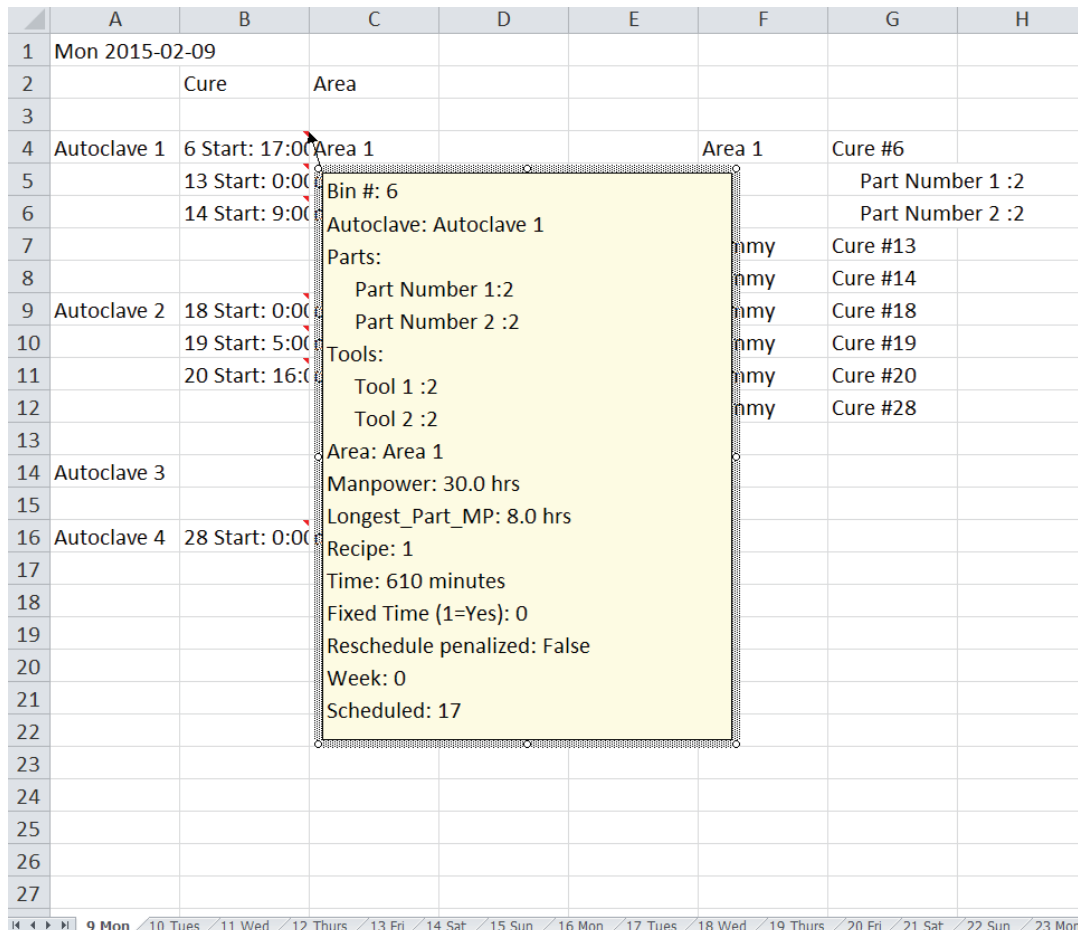 A B C D E F G H
1 Mon 2015-02-09
2 Cure Area
3
4 Autoclave 1 6 Start: 17:00 Area 1 Area 1 Cure #6
5 13 Start: 0:00 Part Number 1 :2
6 14 Start: 9:00 Part Number 2 :2
7 Cure #13
8 Cure #14
9 Autoclave 2 18 Start: 0:00 Cure #18
10 19 Start: 5:00 Cure #19
11 20 Start: 16: Cure #20
12 Cure #28
13
14 Autoclave 3
15
16 Autoclave 4 28 Start: 0:00
17
18
19
20
21
22
23
24
25
26
27
Bin #: 6
Autoclave: Autoclave 1
Parts:
Part Number 1:2
Part Number 2 :2
Tools:
Tool 1 :2
Tool 2 :2
Area: Area 1
Manpower: 30.0 hrs
Longest_Part_MP: 8.0 hrs
Recipe: 1
Time: 610 minutes
Fixed Time (1=Yes): 0
Reschedule penalized: False
Week: 0
Scheduled: 17
9 Mon 10 Tues 11 Wed 12 Thurs 13 Fri 14 Sat 15 Sun 16 Mon 17 Tues 18 Wed 19 Thurs 20 Fri 21 Sat 22 Sun 23 Mon